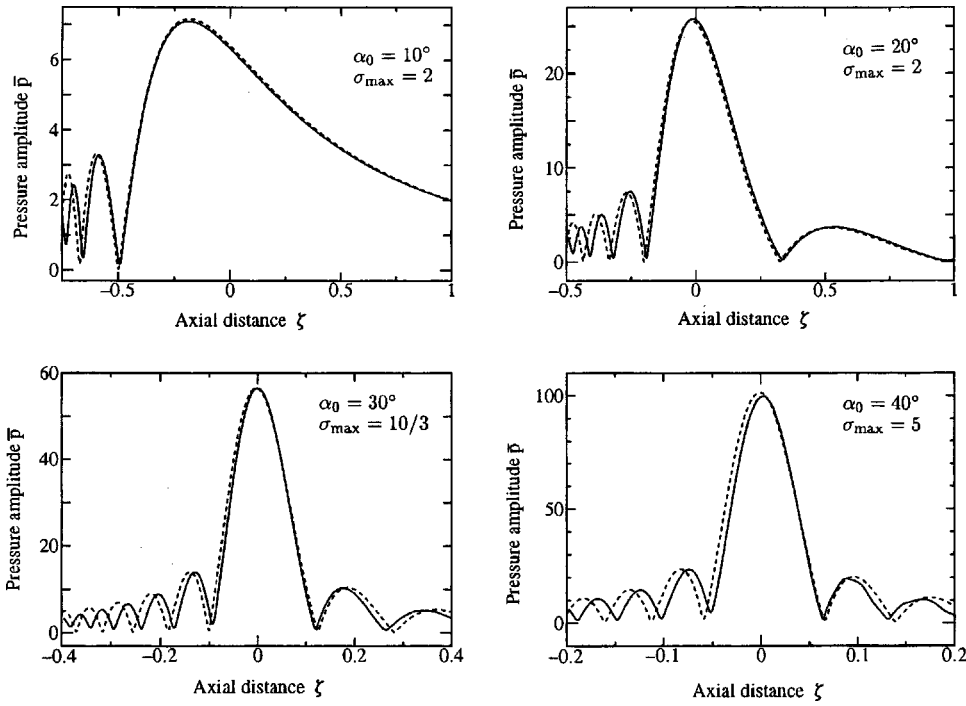 α₀ = 10°
σmax = 2
Pressure amplitude p̅
6
4
2
0
−0.5
0
0.5
1
Axial distance ζ
α₀ = 20°
σmax = 2
Pressure amplitude p̅
25
20
15
10
5
0
−0.5
0
0.5
1
Axial distance ζ
α₀ = 30°
σmax = 10/3
Pressure amplitude p̅
60
40
20
0
−0.4
−0.2
0
0.2
0.4
Axial distance ζ
α₀ = 40°
σmax = 5
Pressure amplitude p̅
100
50
0
−0.2
−0.1
0
0.1
0.2
Axial distance ζ